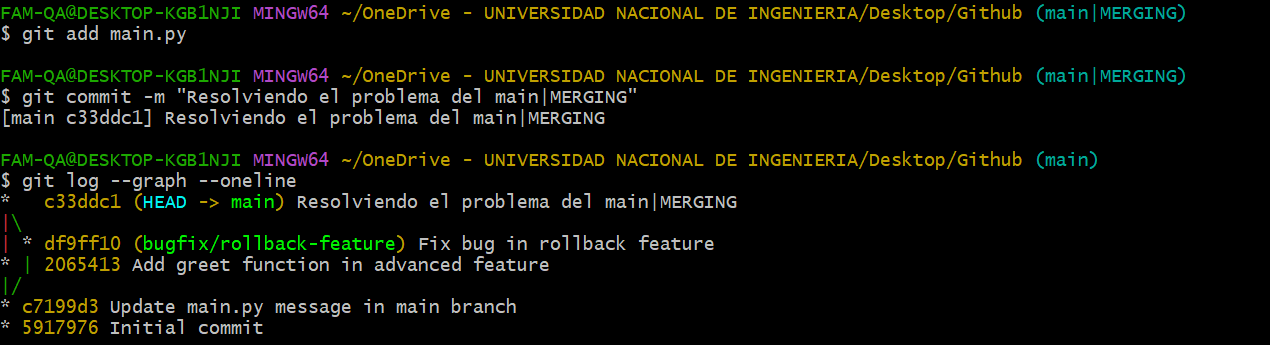 FAM-QA@DESKTOP-KGB1NJI MINGW64 ~/OneDrive - UNIVERSIDAD NACIONAL DE INGENIERIA/Desktop/Github (main|MERGING)
$ git add main.py
FAM-QA@DESKTOP-KGB1NJI MINGW64 ~/OneDrive - UNIVERSIDAD NACIONAL DE INGENIERIA/Desktop/Github (main|MERGING)
$ git commit -m "Resolviendo el problema del main|MERGING"
[main c33ddc1] Resolviendo el problema del main|MERGING
FAM-QA@DESKTOP-KGB1NJI MINGW64 ~/OneDrive - UNIVERSIDAD NACIONAL DE INGENIERIA/Desktop/Github (main)
$ git log --graph --oneline
*   c33ddc1 (HEAD -> main) Resolviendo el problema del main|MERGING
|\
| * df9ff10 (bugfix/rollback-feature) Fix bug in rollback feature
* | 2065413 Add greet function in advanced feature
|/
* c7199d3 Update main.py message in main branch
* 5917976 Initial commit